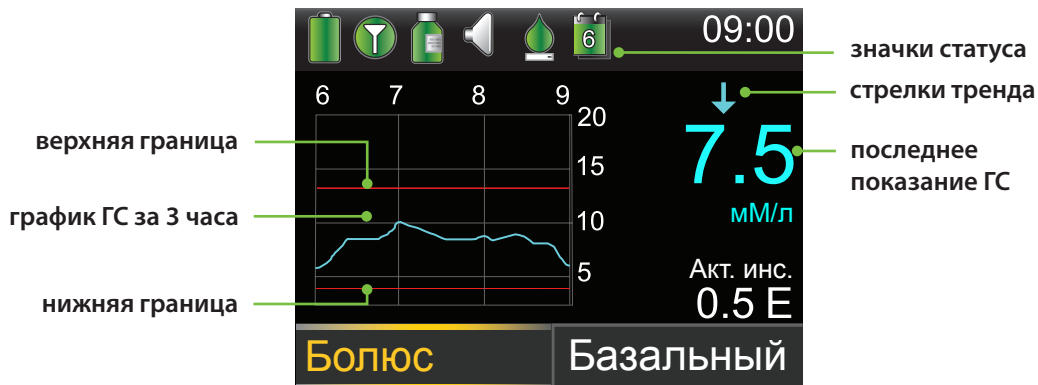 6
09:00
6 7 8 9
20
15
10
5
7.5
мМ/л
Акт. инс.
0.5 Е
Болюс
Базальный
верхняя граница
график ГС за 3 часа
нижняя граница
значки статуса
стрелки тренда
последнее
показание ГС